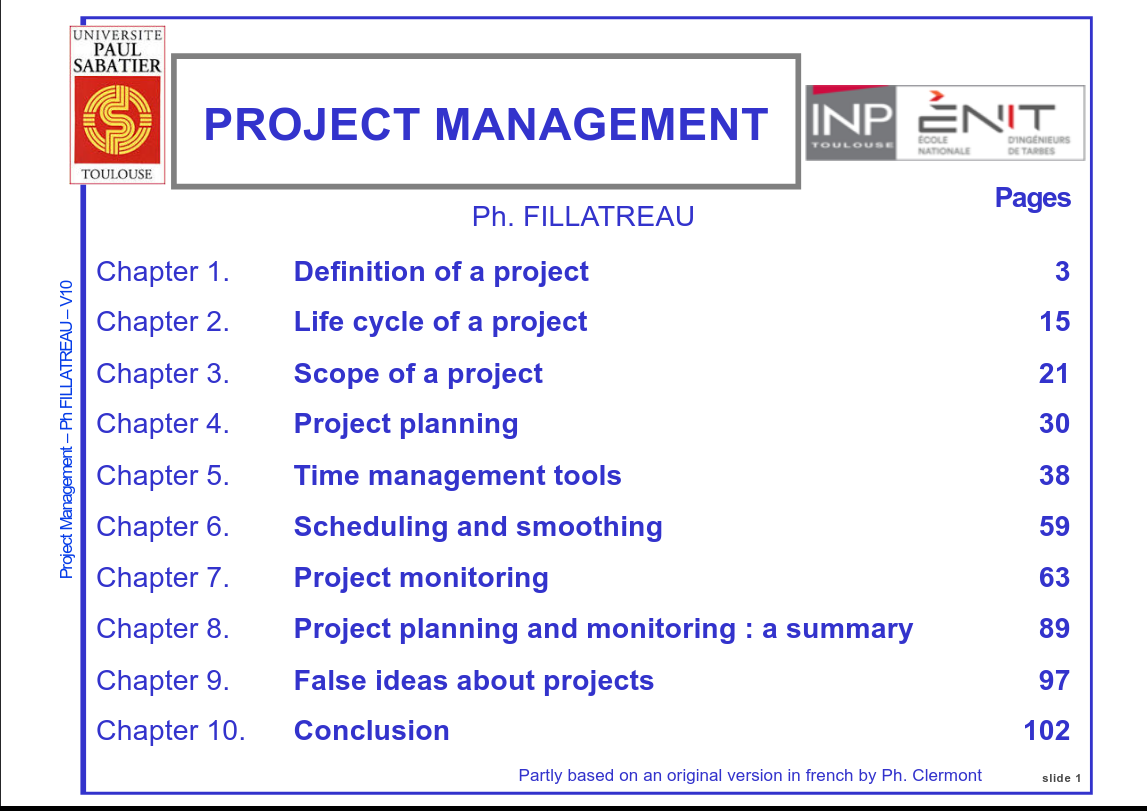 UNIVERSITE
PAUL
SABATIER
TOULOUSE
PROJECT MANAGEMENT
INP
TOULOUSE
ÈNIT
ÉCOLE D'INGÉNIEURS
NATIONALE DE TARBES
Pages
Ph. FILLATREAU
Chapter 1. Definition of a project 3
Chapter 2. Life cycle of a project 15
Chapter 3. Scope of a project 21
Chapter 4. Project planning 30
Chapter 5. Time management tools 38
Chapter 6. Scheduling and smoothing 59
Chapter 7. Project monitoring 63
Chapter 8. Project planning and monitoring : a summary 89
Chapter 9. False ideas about projects 97
Chapter 10. Conclusion 102
Partly based on an original version in french by Ph. Clermont
slide 1
Project Management – Ph FILLATREAU – V10